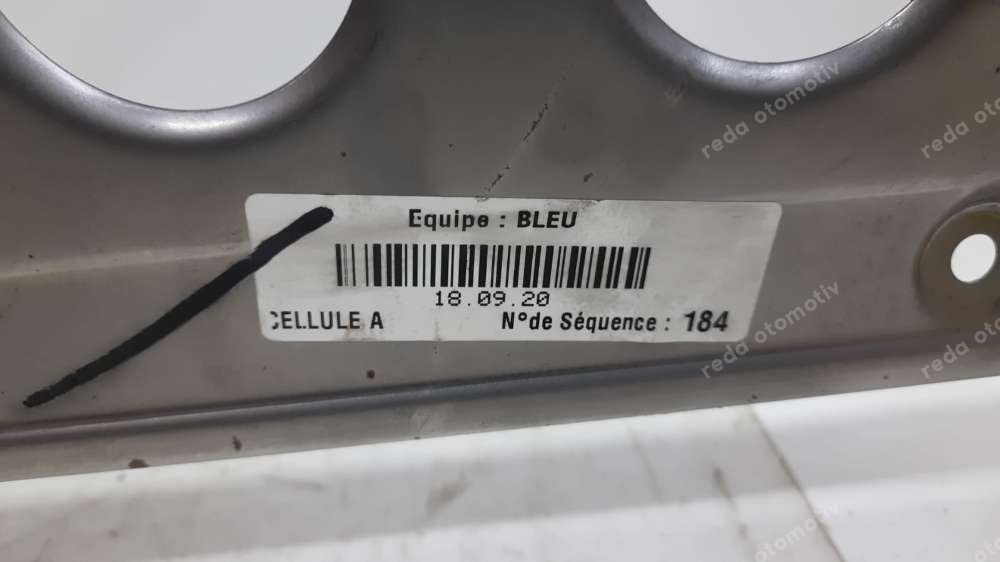 Equipe : BLEU
18.09.20
CELLULE A N°de Séquence : 184
reda otomotiv
reda otomotiv
reda otomotiv
reda otomotiv
reda otomotiv